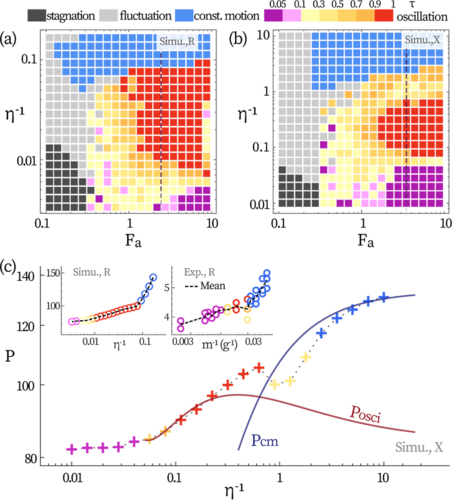 stagnation fluctuation const. motion 0.05 0.1 0.3 0.5 0.7 0.9 1 τ
oscillation
(a) Simu., R
0.1
η⁻¹
0.01
0.1 1 10
Fa
(b) Simu., X
10
1
η⁻¹
0.1
0.01
0.1 1 10
Fa
(c)
140
120
P
100
80
Simu., R
100
0.01 0.1
η⁻¹
Exp., R
Mean
5
4
0.003 0.03
m⁻¹ (g⁻¹)
Posci
Pcm
Simu., X
0.01 0.1 1 10
η⁻¹